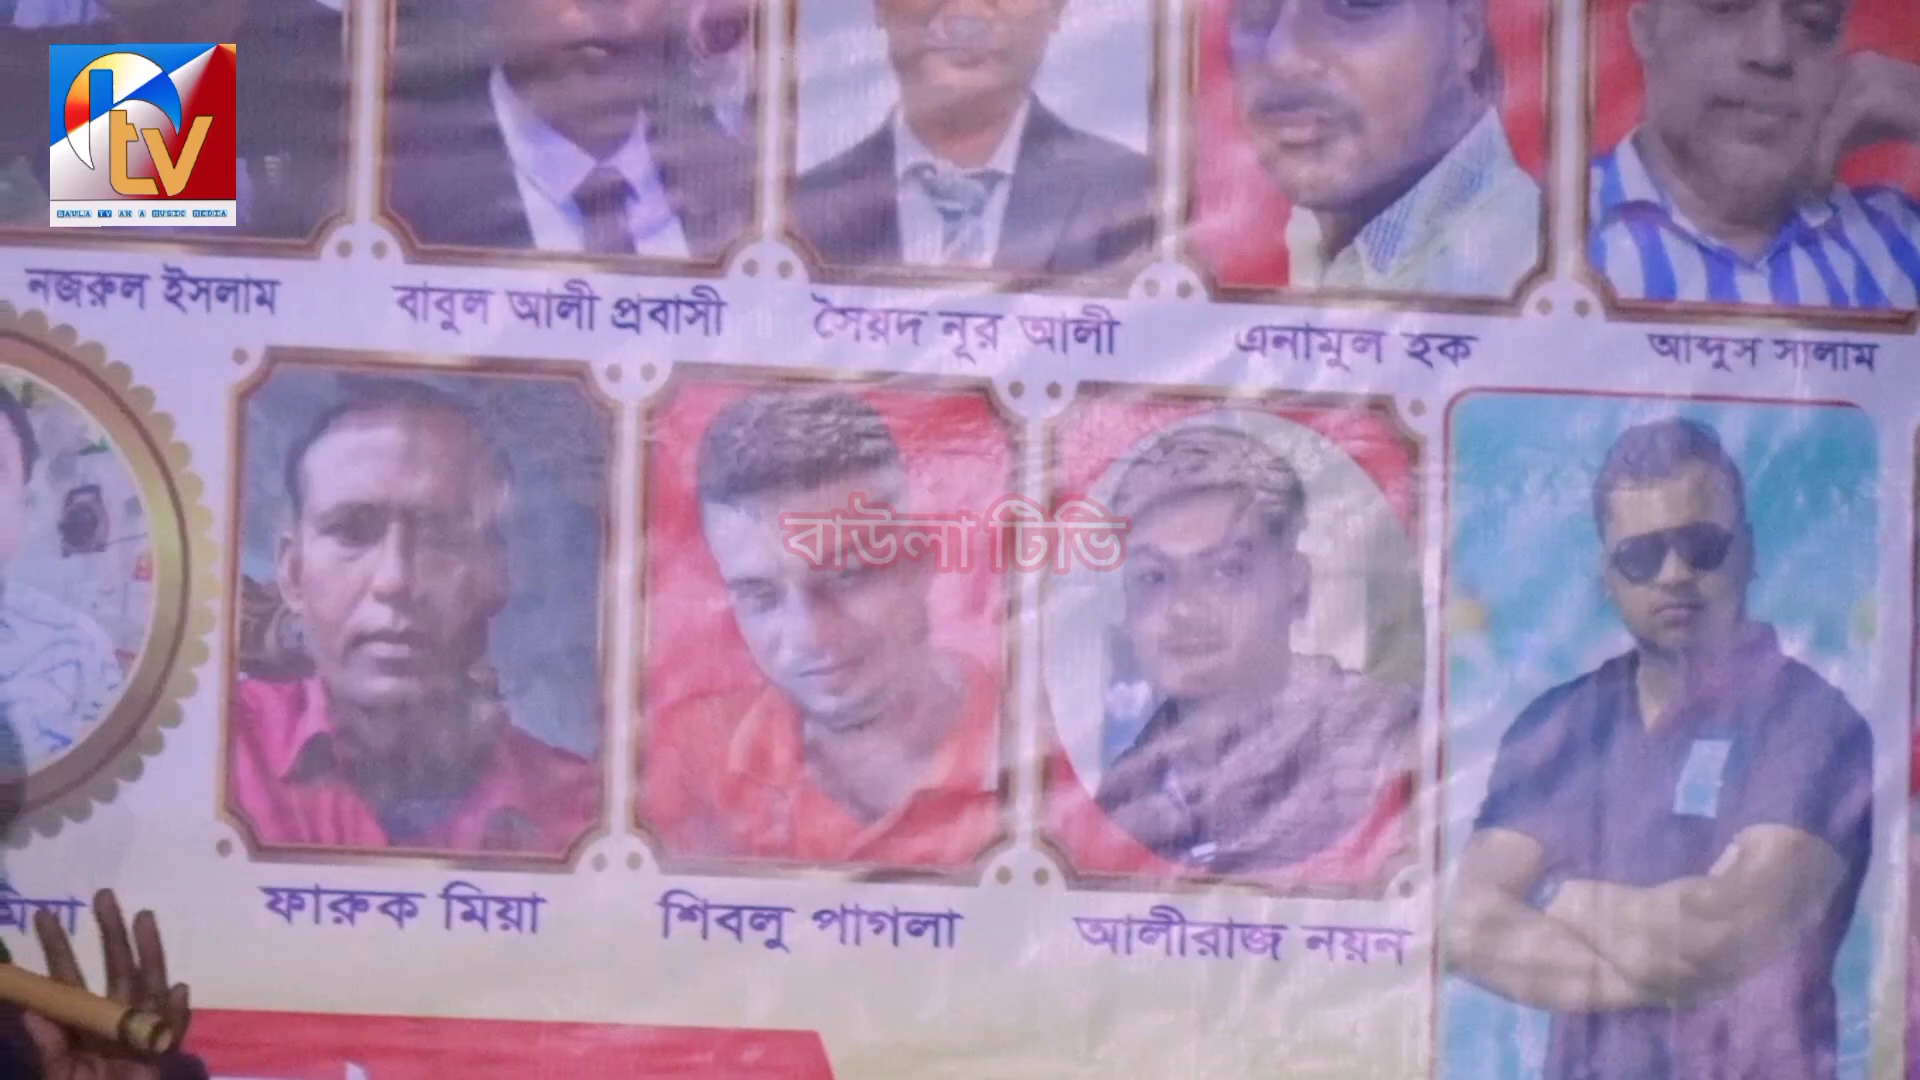 tv
BAULA TV AN A MUSIC MEDIA
নজরুল ইসলাম
বাবুল আলী প্রবাসী
সৈয়দ নূর আলী
এনামুল হক
আব্দুস সালাম
বাউলা টিভি
মিয়া
ফারুক মিয়া
শিবলু পাগলা
আলীরাজ নয়ন